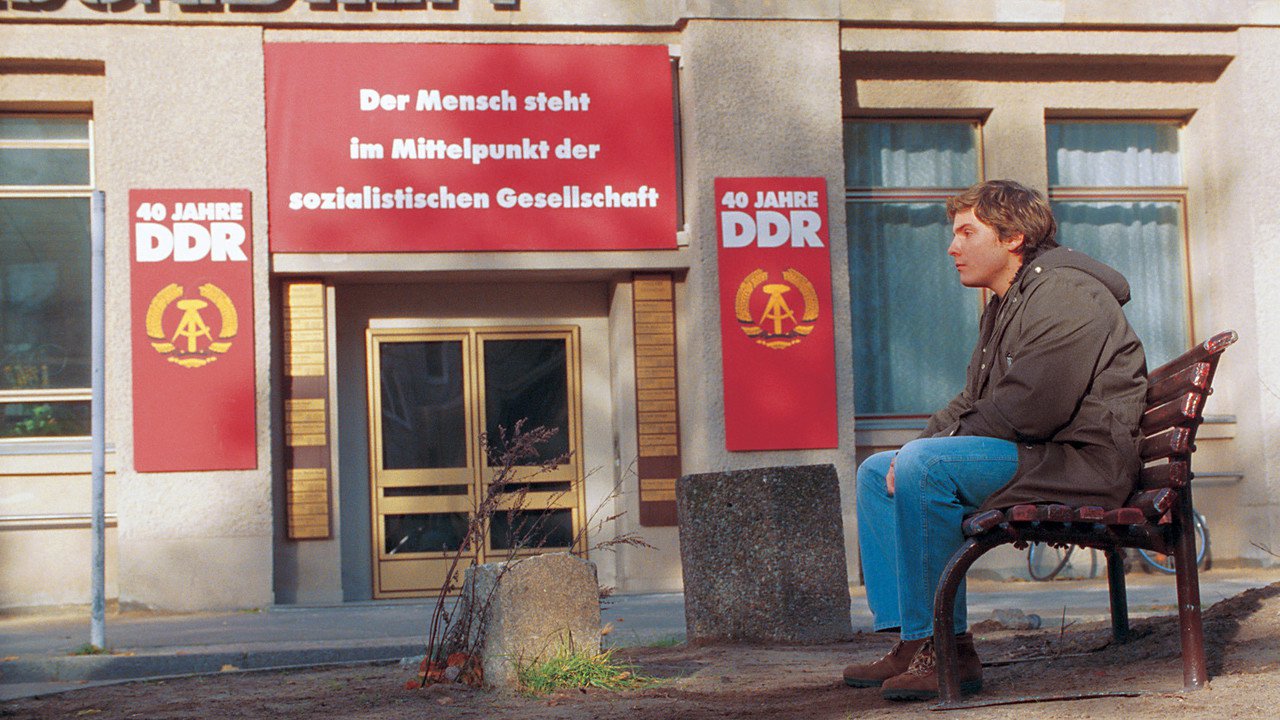 Der Mensch steht
im Mittelpunkt der
sozialistischen Gesellschaft
40 JAHRE
DDR
40 JAHRE
DDR